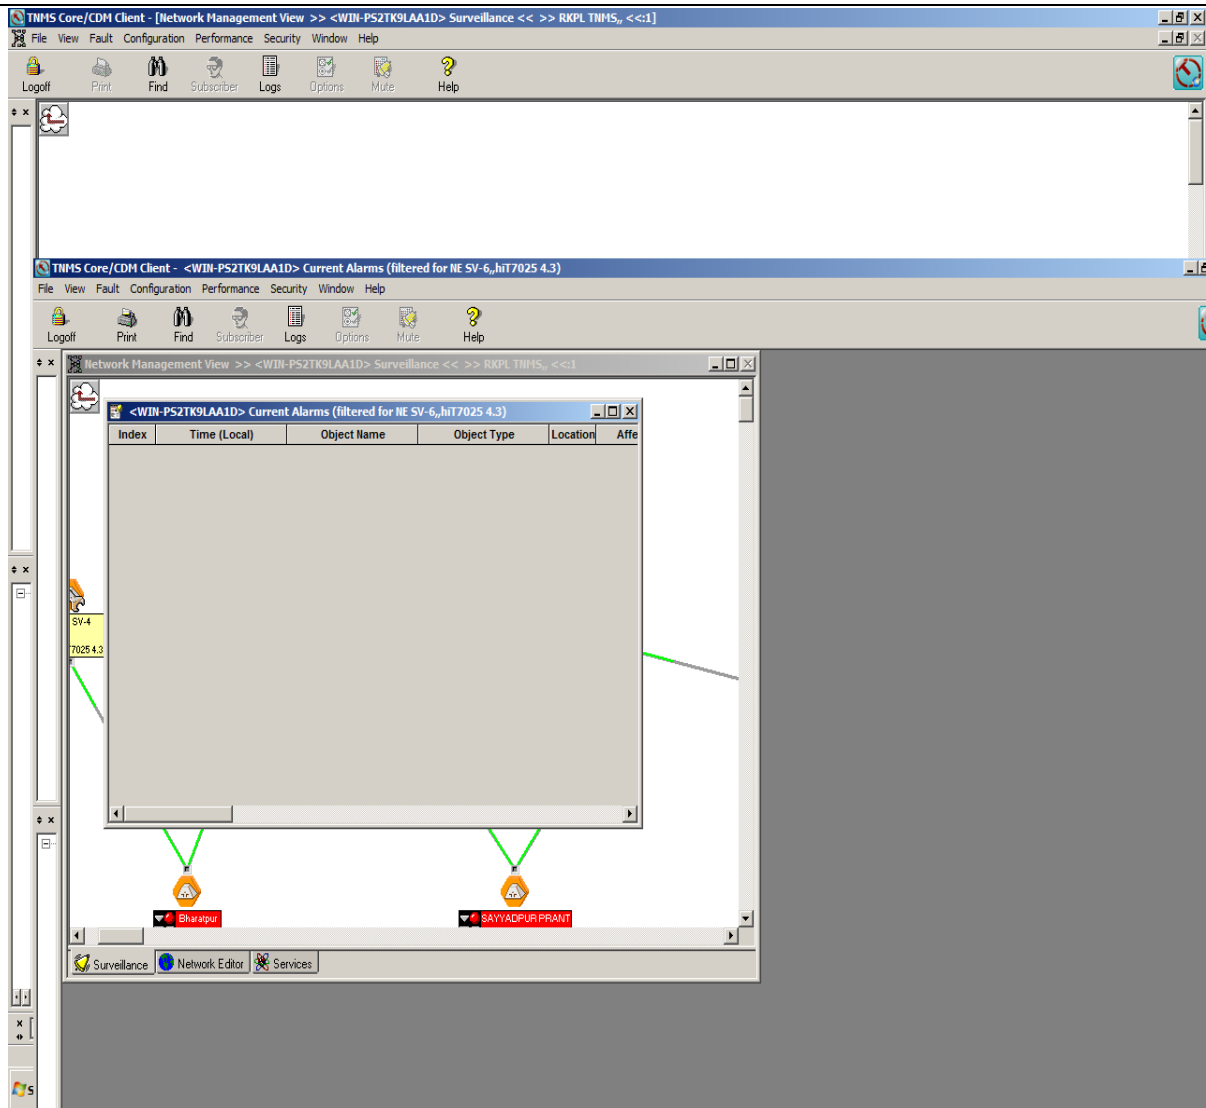 TNMS Core/CDM Client - [Network Management View >> <WIN-PS2TK9LAA1D> Surveillance << >> RKPL TNMS,, <<:1]
File View Fault Configuration Performance Security Window Help
Logoff Print Find Subscriber Logs Options Mute Help
TNMS Core/CDM Client - <WIN-PS2TK9LAA1D> Current Alarms (filtered for NE SV-6,,hiT7025 4.3)
File View Fault Configuration Performance Security Window Help
Logoff Print Find Subscriber Logs Options Mute Help
Network Management View >> <WIN-PS2TK9LAA1D> Surveillance << >> RKPL TNMS,, <<:1
<WIN-PS2TK9LAA1D> Current Alarms (filtered for NE SV-6,,hiT7025 4.3)
Index Time (Local) Object Name Object Type Location Affe
SV-4
7025 4.3
Bharatpur SAYYADPUR PRANT
Surveillance Network Editor Services
S